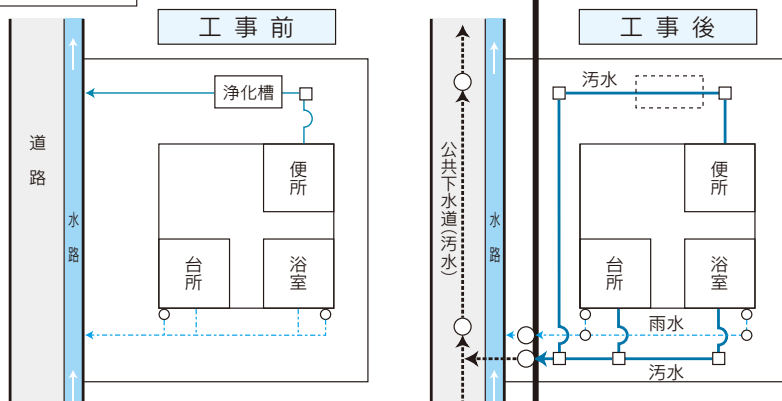 工事前
浄化槽
道路
便所
水路
台所
浴室
工事後
汚水
公共下水道(汚水)
便所
水路
台所
浴室
雨水
汚水